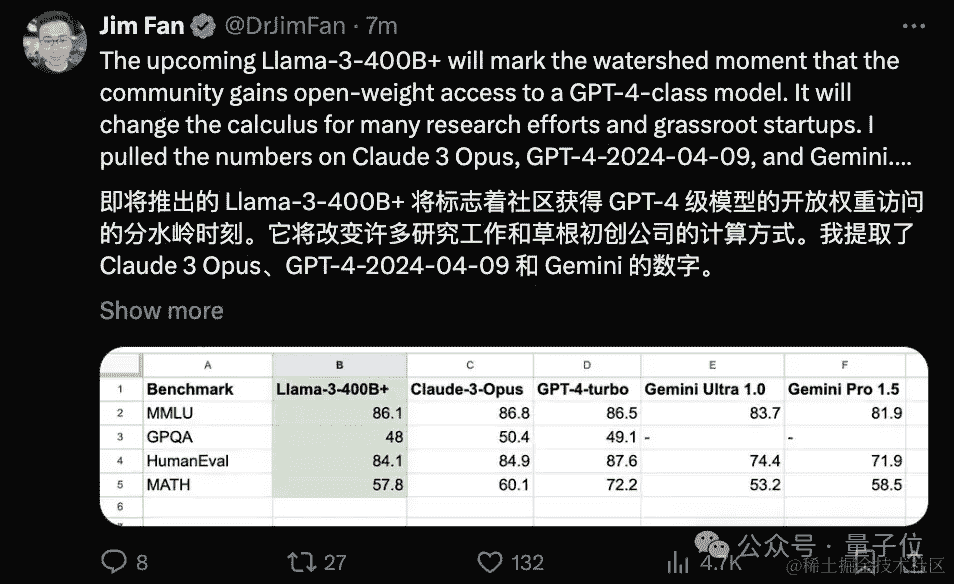 Jim Fan @DrJimFan · 7m
The upcoming Llama-3-400B+ will mark the watershed moment that the
community gains open-weight access to a GPT-4-class model. It will
change the calculus for many research efforts and grassroot startups. I
pulled the numbers on Claude 3 Opus, GPT-4-2024-04-09, and Gemini....
即将推出的 Llama-3-400B+ 将标志着社区获得 GPT-4 级模型的开放权重访问
的分水岭时刻。它将改变许多研究工作和草根初创公司的计算方式。我提取了
Claude 3 Opus、GPT-4-2024-04-09 和 Gemini 的数字。
Show more
A B C D E F
1 Benchmark Llama-3-400B+ Claude-3-Opus GPT-4-turbo Gemini Ultra 1.0 Gemini Pro 1.5
2 MMLU 86.1 86.8 86.5 83.7 81.9
3 GPQA 48 50.4 49.1 - -
4 HumanEval 84.1 84.9 87.6 74.4 71.9
5 MATH 57.8 60.1 72.2 53.2 58.5
6
8 27 132 4.7K
公众号 · 量子位
@稀土掘金技术社区